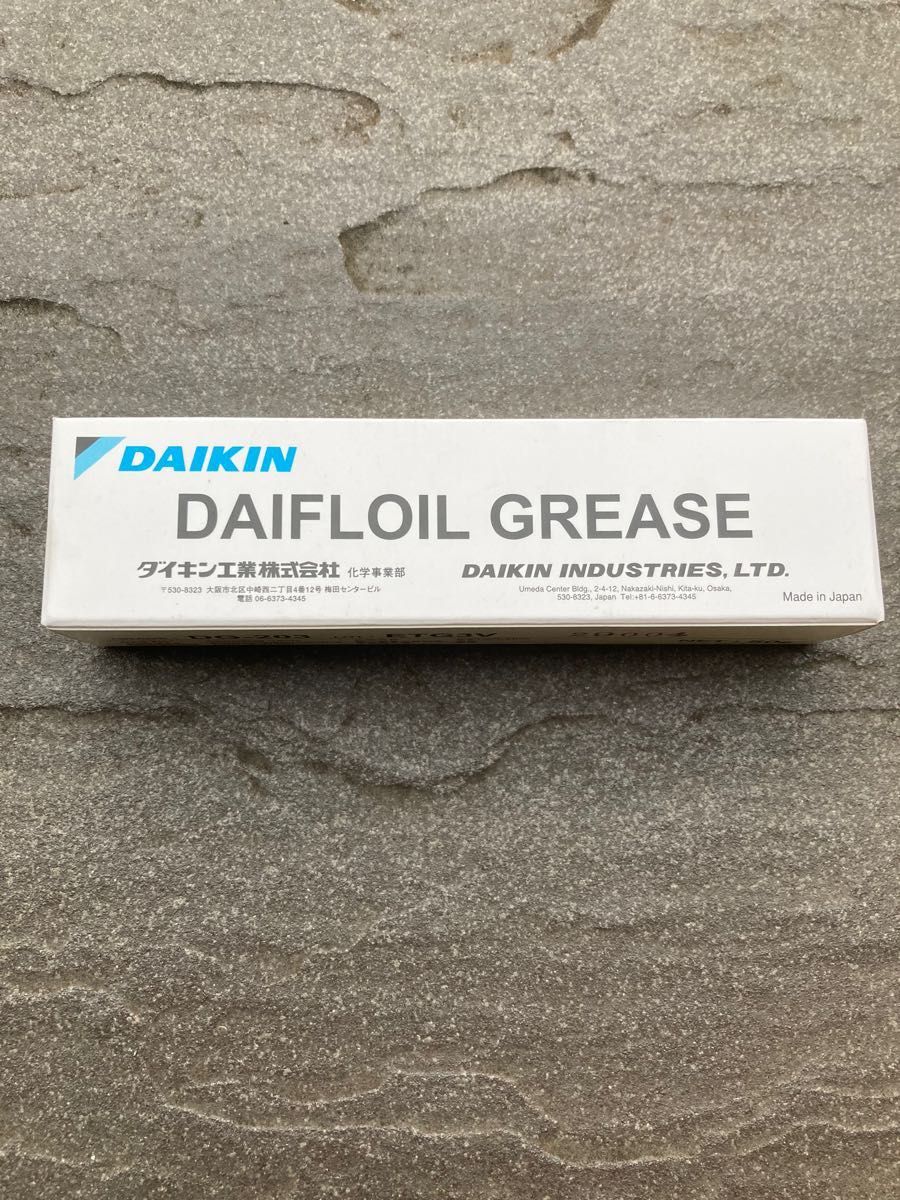 DAIKIN
DAIFLOIL GREASE
ダイキン工業株式会社 化学事業部
〒530-8323 大阪市北区中崎西二丁目4番12号 梅田センタービル
電話 06-6373-4345
DAIKIN INDUSTRIES, LTD.
Umeda Center Bldg., 2-4-12, Nakazaki-Nishi, Kita-ku, Osaka,
530-8323, Japan Tel:+81-6-6373-4345
Made in Japan
DG-203